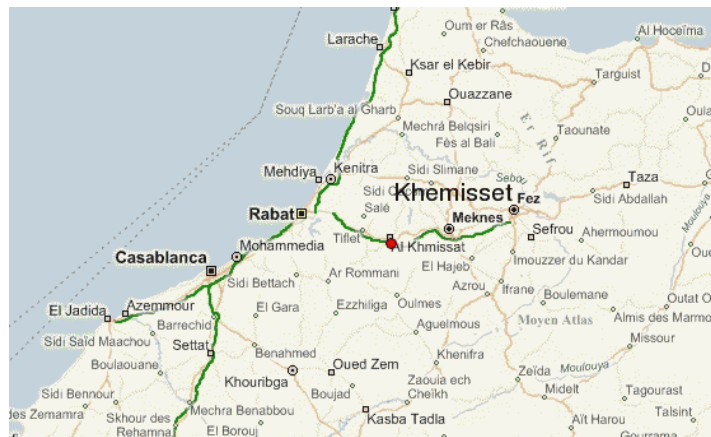 Larache
Oum er Râs
Al Hoceïma
Chefchaouene
Ksar el Kebir
Targuist
Ouazzane
Souq Larb'a al Gharb
Mechrá Belqsiri
Er Rif
Taounate
Fès al Bali
Mehdiya
Kenitra
Sidi Slimane
Sebou
Taza
Khemisset
Fez
Sidi Abdallah
Rabat
Salé
Meknes
Moulouya
Tiflet
Al Khmissat
Sefrou
Ahermoumou
Mohammedia
Casablanca
Sidi Bettach
Ar Rommani
El Hajeb
Imouzzer du Kandar
Azrou
Ifrane
Boulemane
El Jadida
Azemmour
El Gara
Ezzhiliga
Oulmes
Outat O
Barrechid
Aguelmous
Moyen Atlas
Almis des Marmo
Sidi Saïd Maachou
Settat
Benahmed
Missour
Boulaouane
Oued Zem
Khenifra
Zeïda
Moulouya
Khouribga
Zaouia ech
Cheïkh
Sidi Bennour
Boujad
Midelt
Tagourast
des Zemamra
Mechra Benabbou
Skhour des
Rehamna
El Borouj
Kasba Tadla
Aït Harou
Talsint
Gourrama